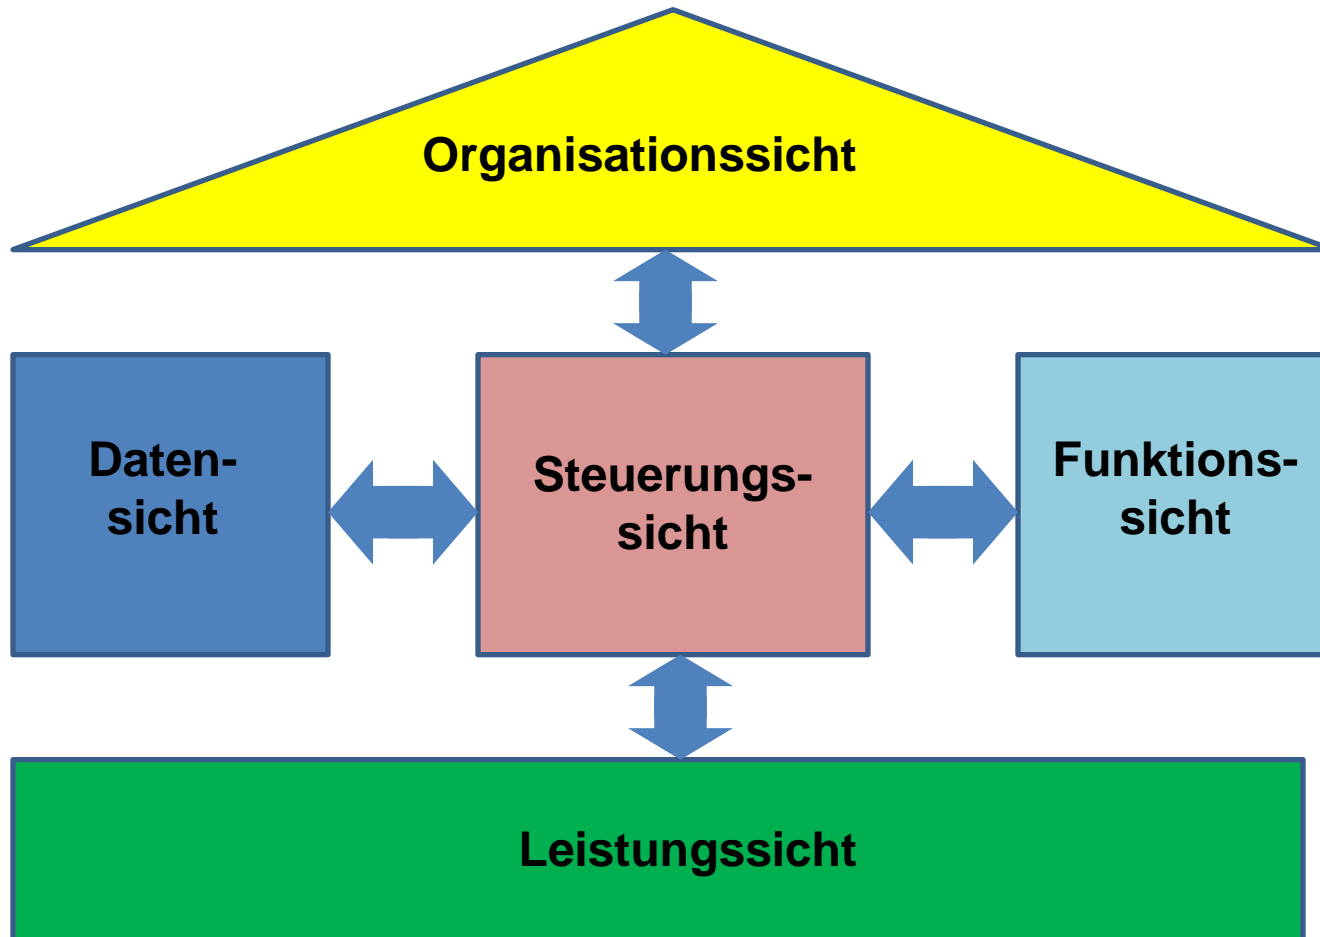 Organisationssicht
Daten-
sicht
Steuerungs-
sicht
Funktions-
sicht
Leistungssicht